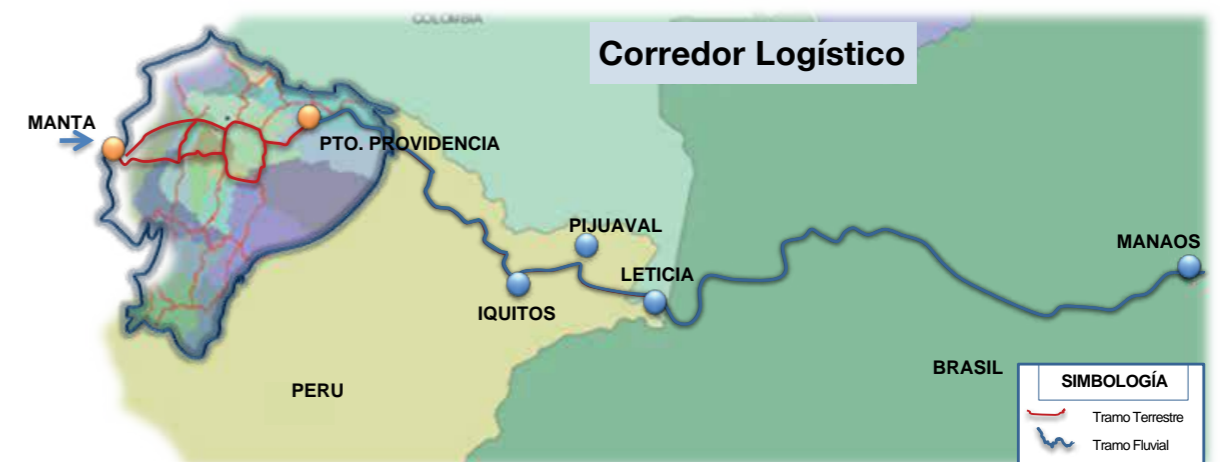 COLOMBIA
Corredor Logístico
MANTA
PTO. PROVIDENCIA
PIJUAVAL
MANAOS
LETICIA
IQUITOS
BRASIL
PERU
SIMBOLOGÍA
Tramo Terrestre
Tramo Fluvial